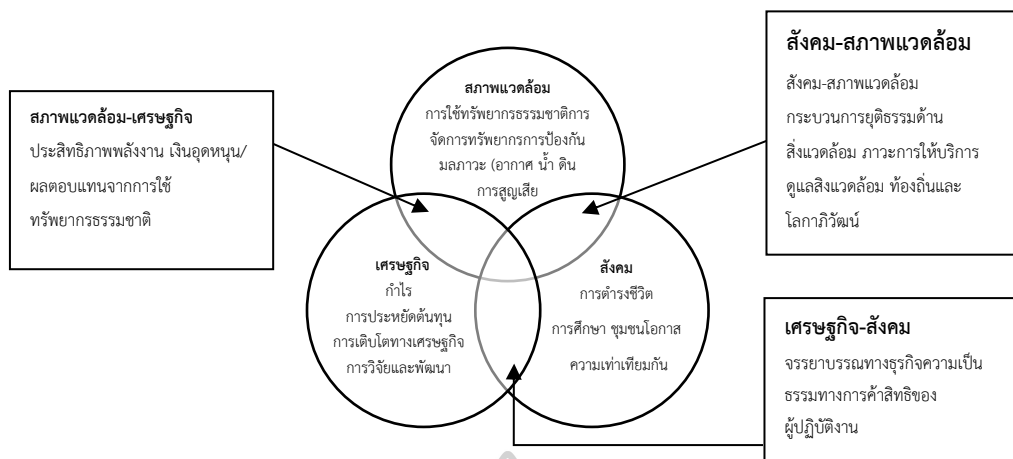 สังคม-สภาพแวดล้อม
สังคม-สภาพแวดล้อม
กระบวนการยุติธรรมด้าน
สิ่งแวดล้อม ภาวะการให้บริการ
ดูแลสิงแวดล้อม ท้องถิ่นและ
โลกาภิวัฒน์
สภาพแวดล้อม
การใช้ทรัพยากรธรรมชาติการ
จัดการทรัพยากรการป้องกัน
มลภาวะ (อากาศ น้ำ ดิน
การสูญเสีย
สภาพแวดล้อม-เศรษฐกิจ
ประสิทธิภาพพลังงาน เงินอุดหนุน/
ผลตอบแทนจากการใช้
ทรัพยากรธรรมชาติ
เศรษฐกิจ
กำไร
การประหยัดต้นทุน
การเติบโตทางเศรษฐกิจ
การวิจัยและพัฒนา
สังคม
การดำรงชีวิต
การศึกษา ชุมชนโอกาส
ความเท่าเทียมกัน
เศรษฐกิจ-สังคม
จรรยาบรรณทางธุรกิจความเป็น
ธรรมทางการค้าสิทธิของ
ผู้ปฏิบัติงาน